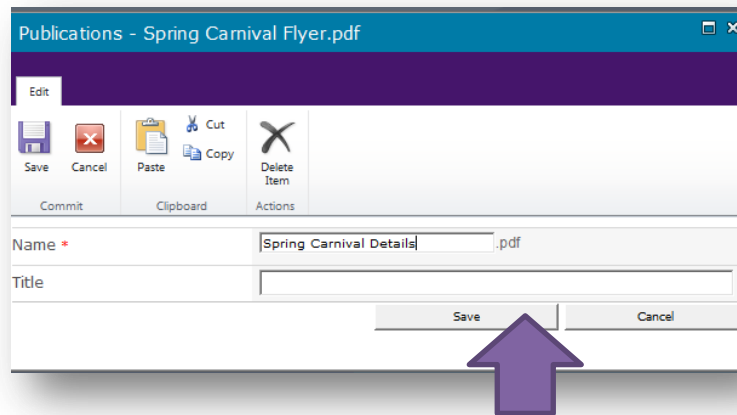 Publications - Spring Carnival Flyer.pdf
Edit
Cut
Copy
Save Cancel Paste Delete Item
Commit Clipboard Actions
Name * Spring Carnival Details .pdf
Title
Save Cancel